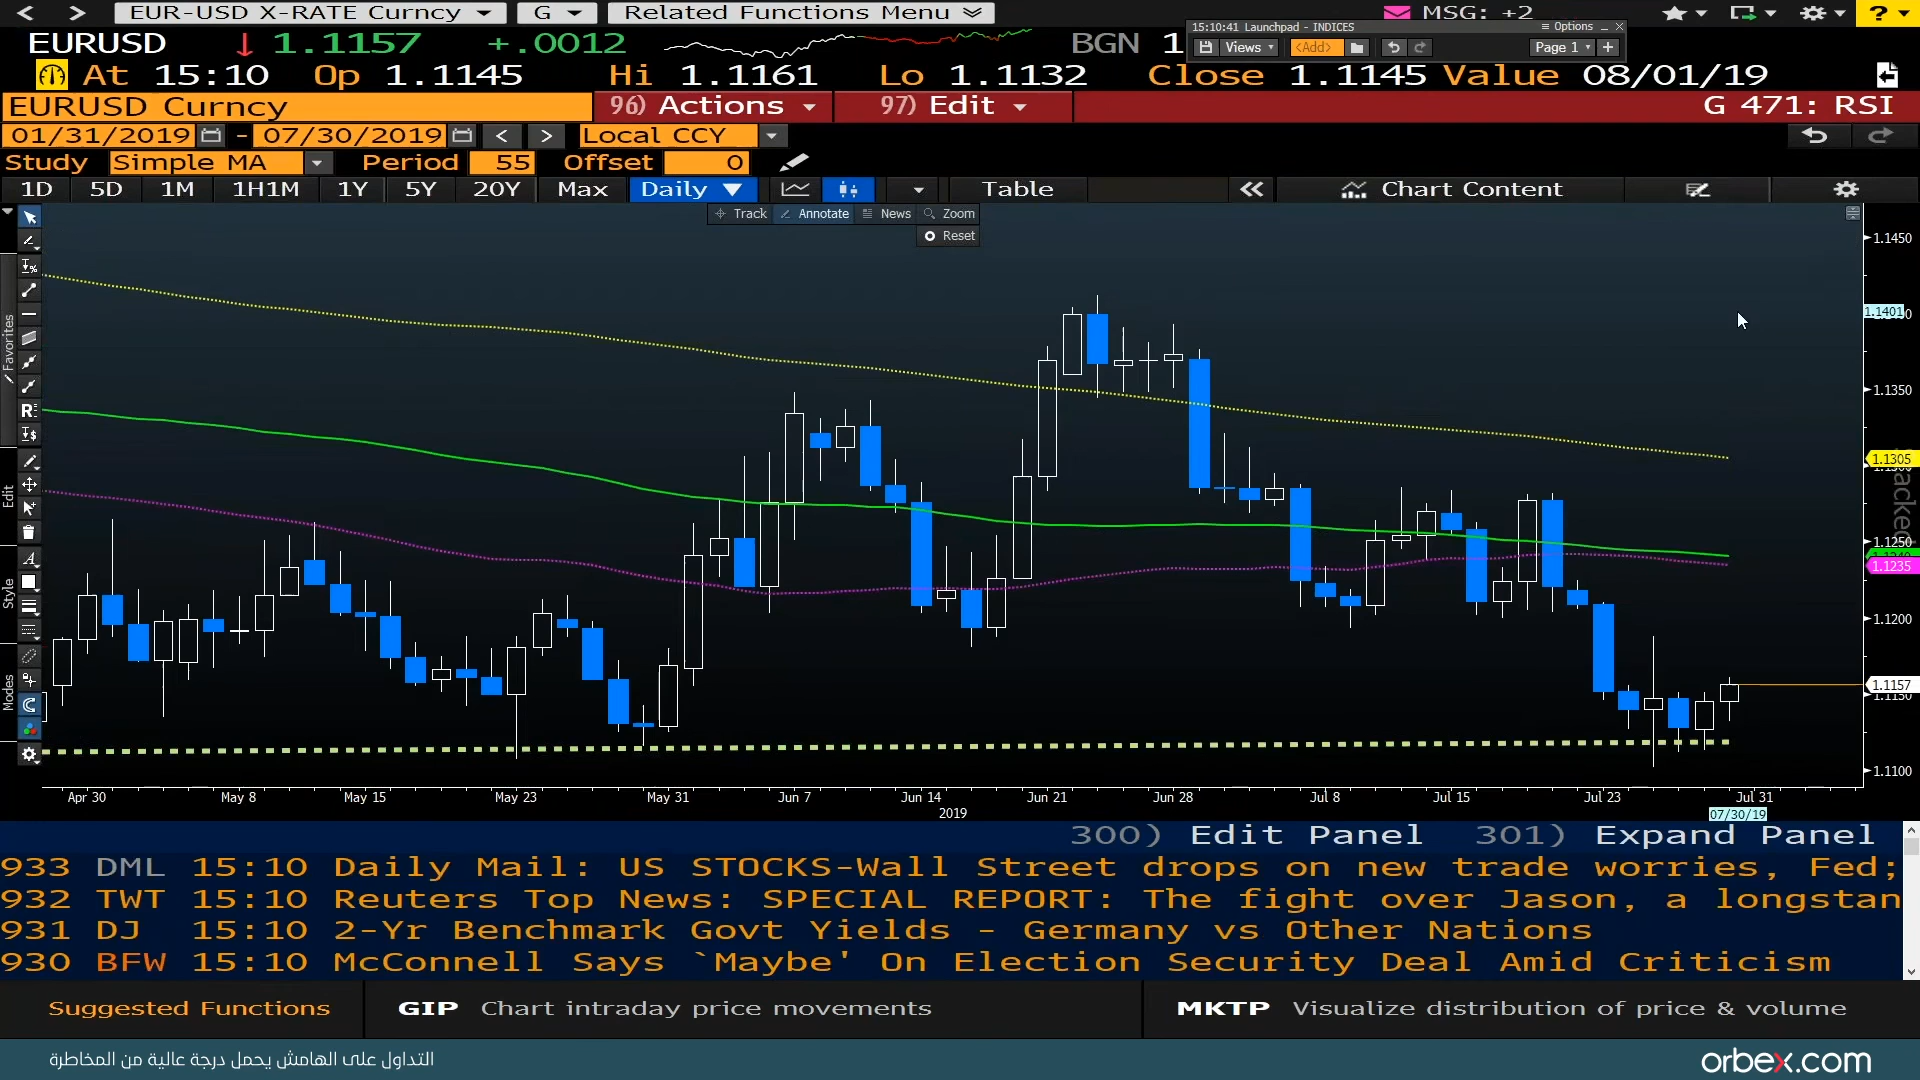 EUR-USD X-RATE Curncy G Related Functions Menu MSG: +2 ?
15:10:41 Launchpad - INDICES Options
EURUSD 1.1157 +.0012 BGN 1
Views <Add> Page 1 +
At 15:10 Op 1.1145 Hi 1.1161 Lo 1.1132 Close 1.1145 Value 08/01/19
EURUSD Curncy 96) Actions 97) Edit G 471: RSI
01/31/2019 - 07/30/2019 < > Local CCY
Study Simple MA Period 55 Offset 0
1D 5D 1M 1H1M 1Y 5Y 20Y Max Daily Table Chart Content
Track Annotate News Zoom
Reset
Favorites
Edit
Style
Modes
1.1450
1.1401
1.1350
1.1305
1.1250
1.1235
1.1200
1.1157
1.1150
1.1100
Apr 30 May 8 May 15 May 23 May 31 Jun 7 Jun 14 Jun 21 Jun 28 Jul 8 Jul 15 Jul 23 Jul 31
2019 07/30/19
300) Edit Panel 301) Expand Panel
933 DML 15:10 Daily Mail: US STOCKS-Wall Street drops on new trade worries, Fed;
932 TWT 15:10 Reuters Top News: SPECIAL REPORT: The fight over Jason, a longstan
931 DJ 15:10 2-Yr Benchmark Govt Yields - Germany vs Other Nations
930 BFW 15:10 McConnell Says `Maybe' On Election Security Deal Amid Criticism
Suggested Functions GIP Chart intraday price movements MKTP Visualize distribution of price & volume
التداول على الهامش يحمل درجة عالية من المخاطرة
orbex.com